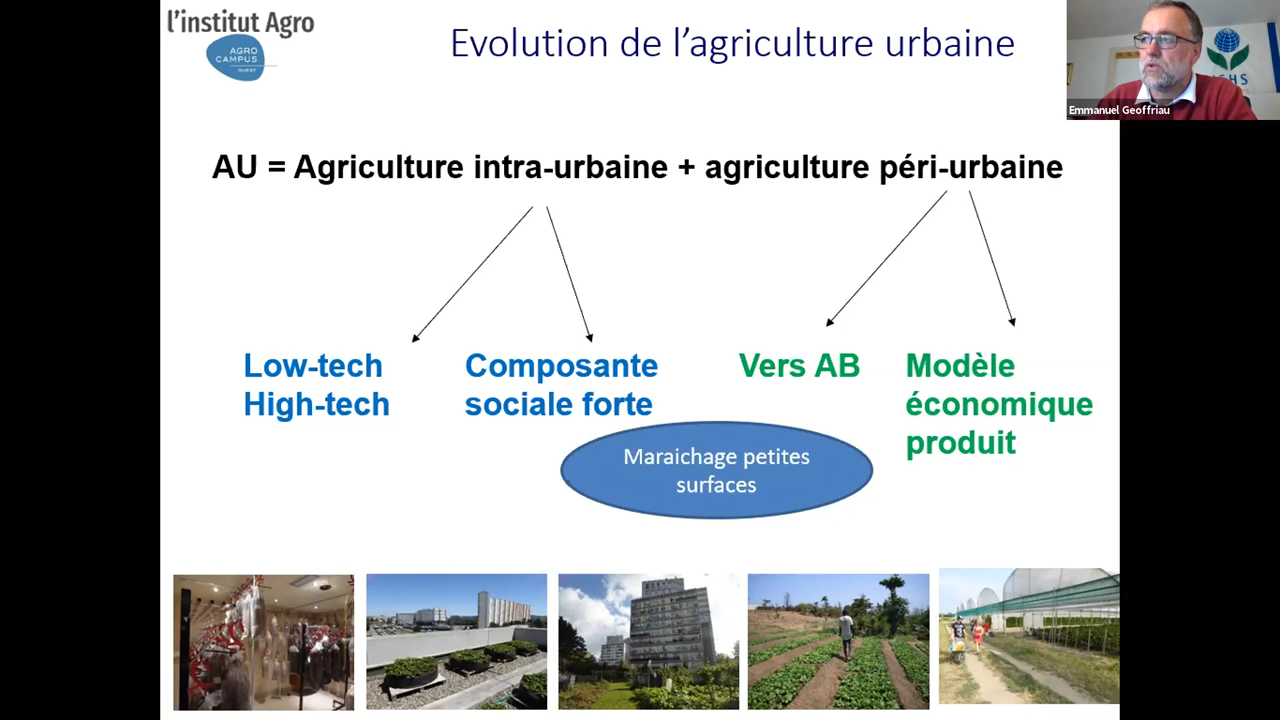 l'institut Agro
AGRO
CAMPUS
OUEST
Evolution de l'agriculture urbaine
Emmanuel Geoffriau
AU = Agriculture intra-urbaine + agriculture péri-urbaine
Low-tech
High-tech
Composante
sociale forte
Vers AB
Modèle
économique
produit
Maraichage petites
surfaces